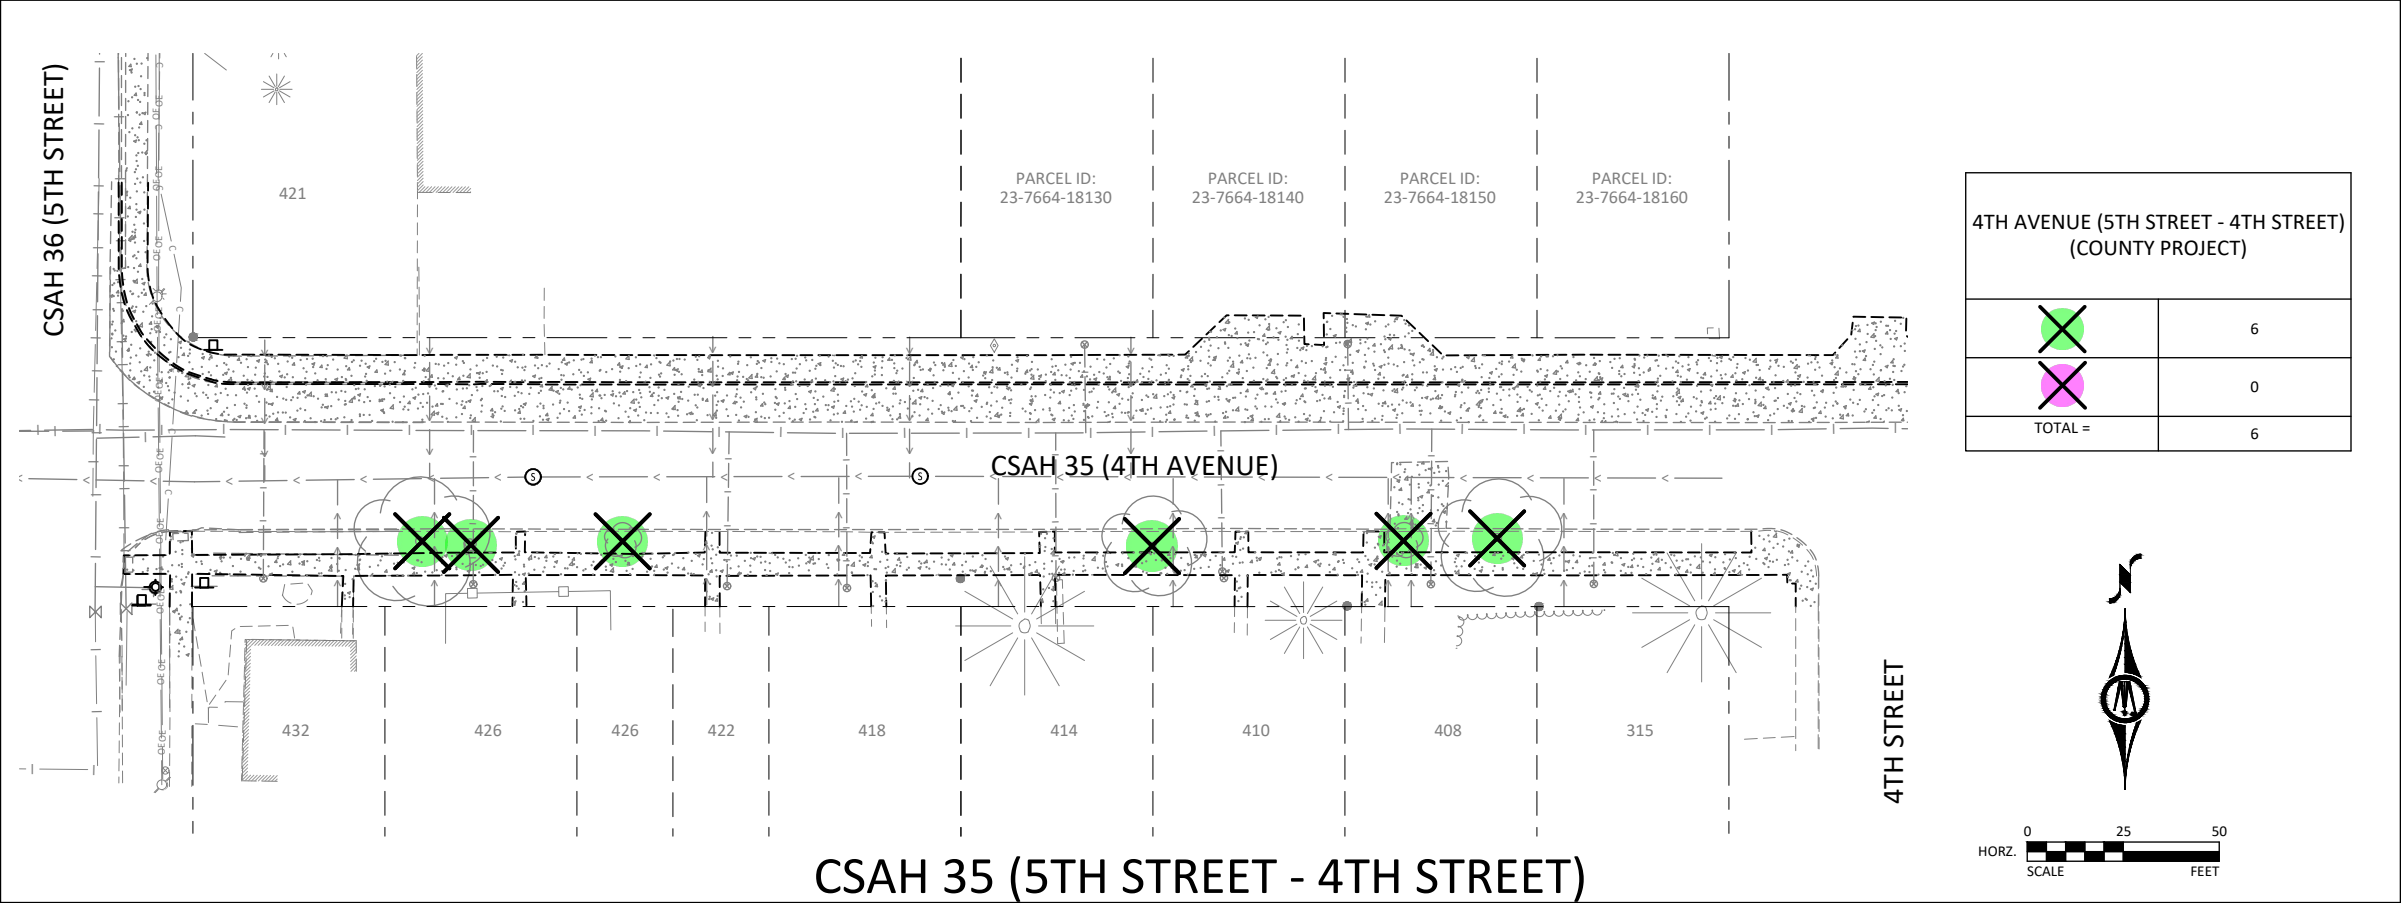 CSAH 36 (5TH STREET)
421
PARCEL ID:
23-7664-18130
PARCEL ID:
23-7664-18140
PARCEL ID:
23-7664-18150
PARCEL ID:
23-7664-18160
4TH AVENUE (5TH STREET - 4TH STREET)
(COUNTY PROJECT)
6
0
TOTAL =
6
CSAH 35 (4TH AVENUE)
S
S
432
426
426
422
418
414
410
408
315
4TH STREET
N
0
25
50
HORZ.
SCALE
FEET
CSAH 35 (5TH STREET - 4TH STREET)